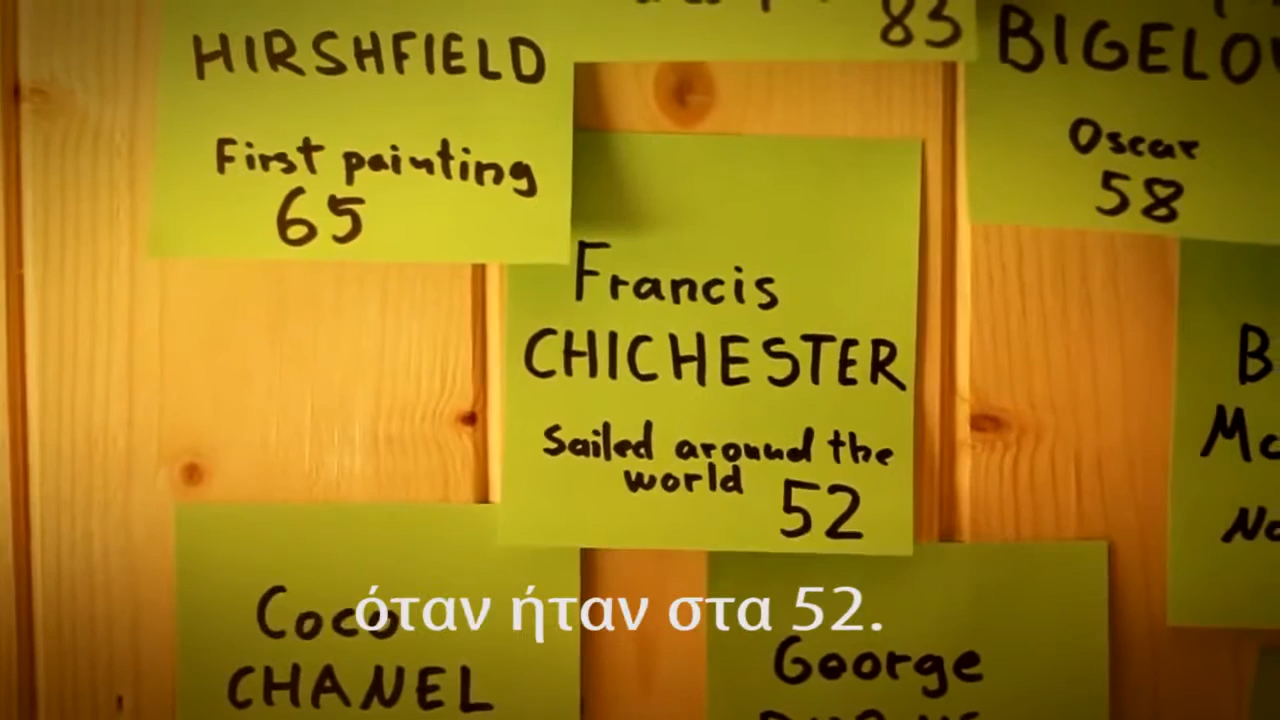 HIRSHFIELD
First painting
65
83
Oscar
58
Francis
CHICHESTER
Sailed around the
world 52
Coco
CHANEL
George
όταν ήταν στα 52.